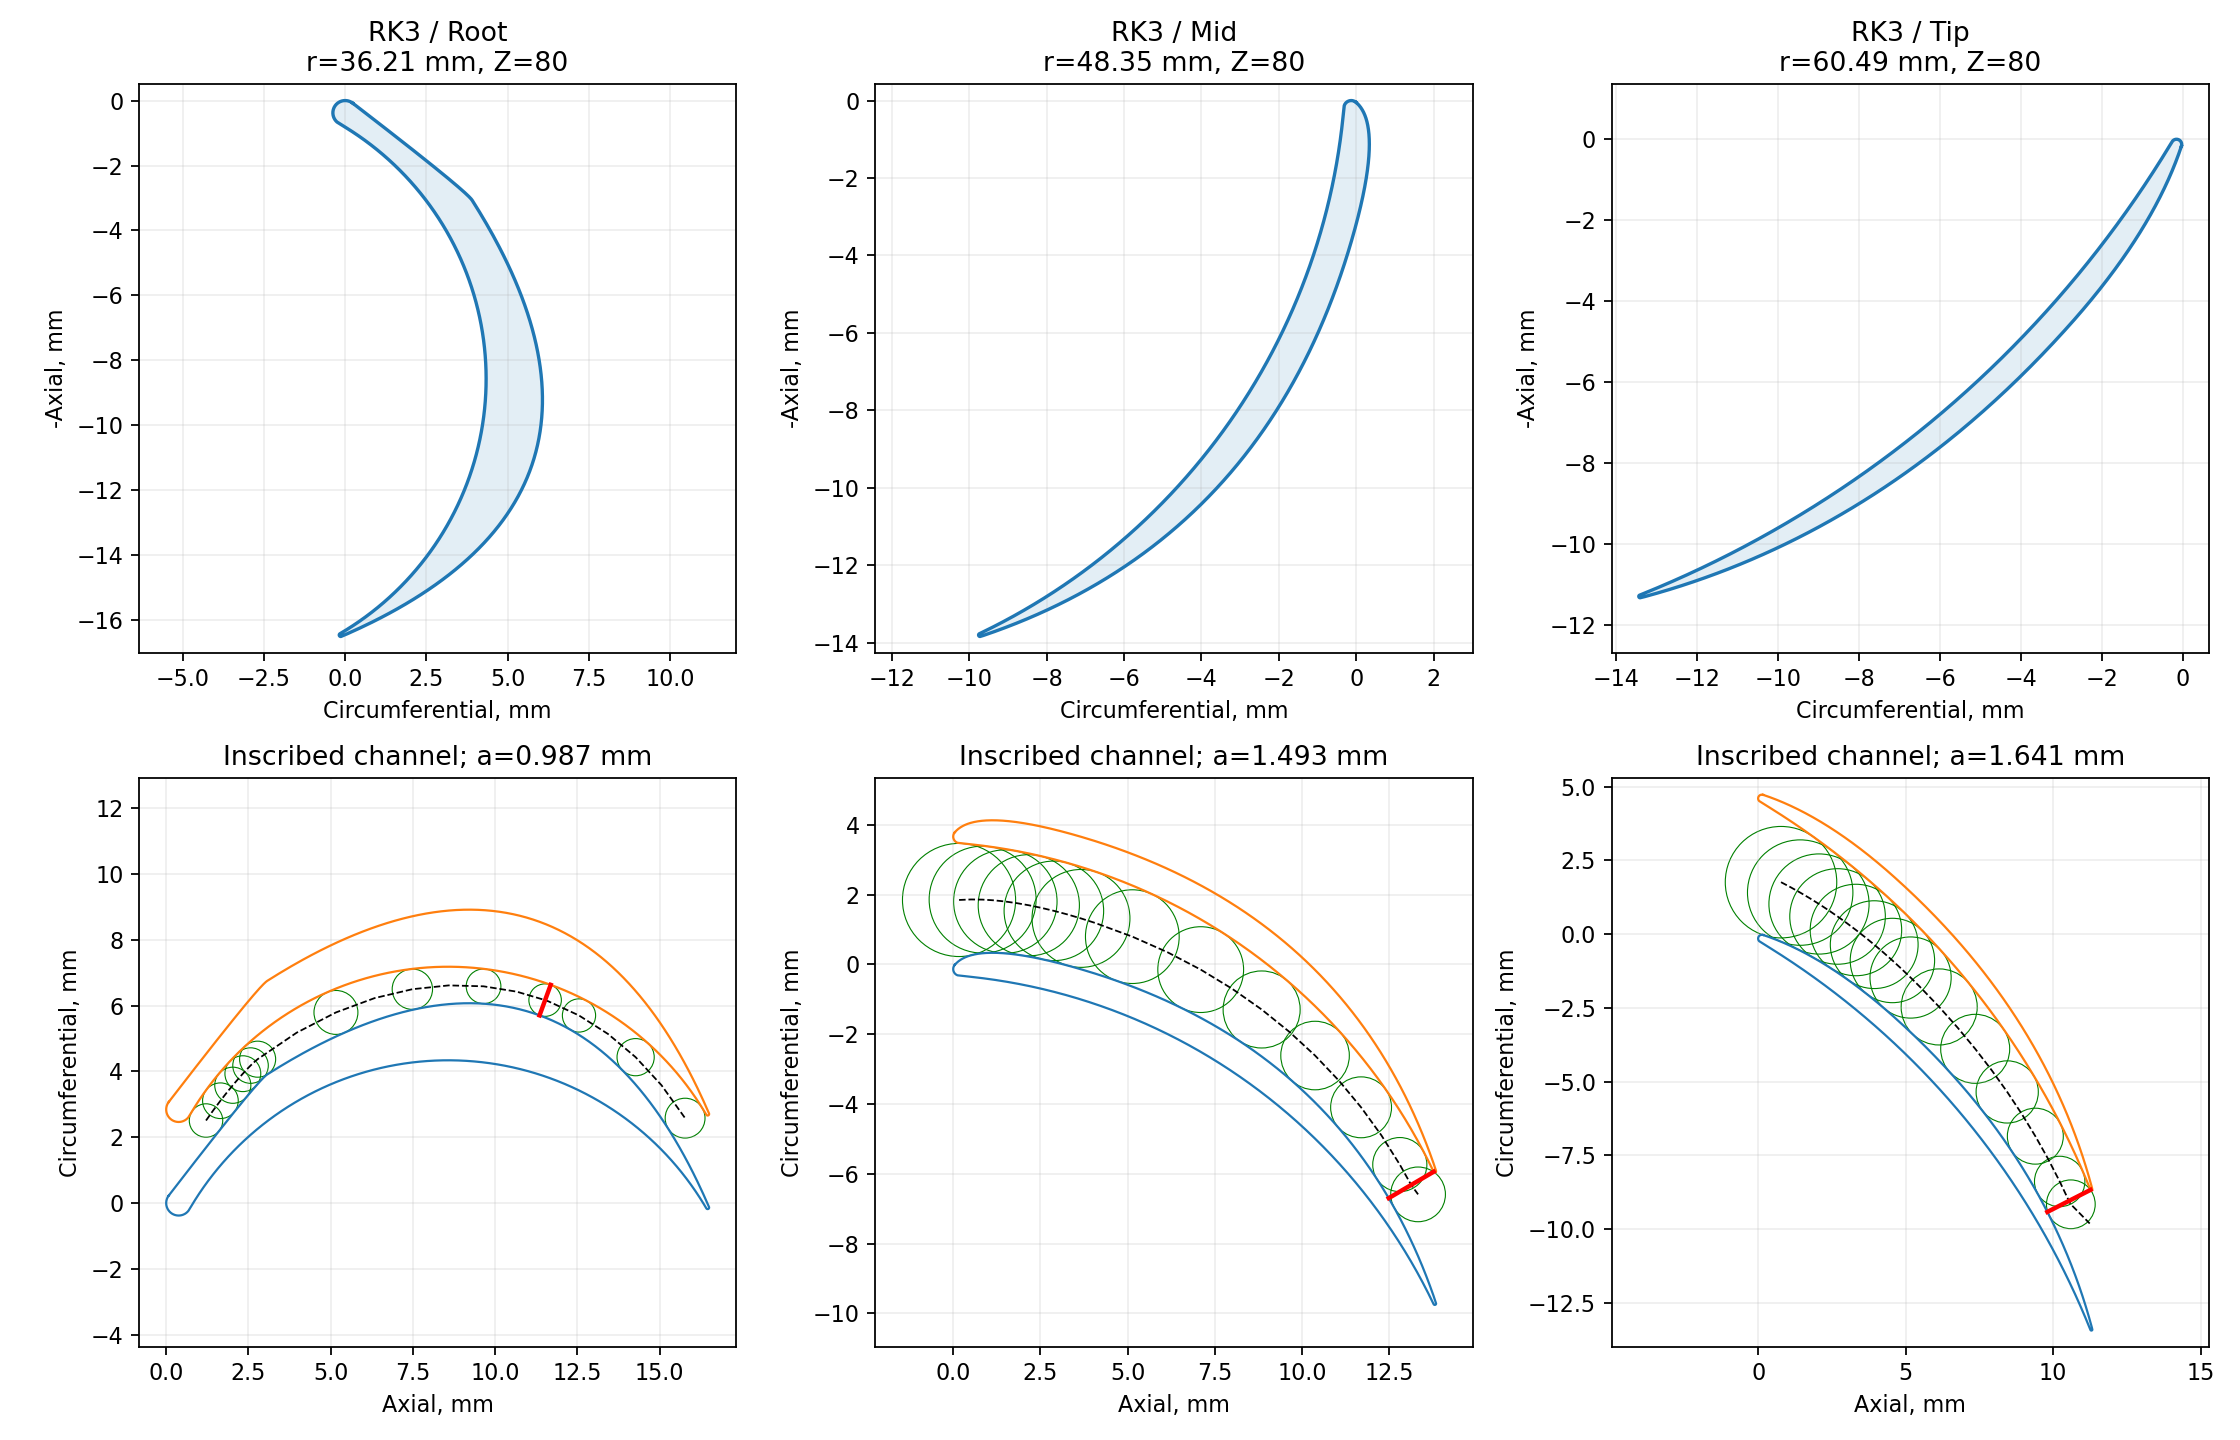 RK3 / Root
r=36.21 mm, Z=80
0
−2
−4
−6
−8
−10
−12
−14
−16
-Axial, mm
−5.0 −2.5 0.0 2.5 5.0 7.5 10.0
Circumferential, mm
RK3 / Mid
r=48.35 mm, Z=80
0
−2
−4
−6
−8
−10
−12
−14
-Axial, mm
−12 −10 −8 −6 −4 −2 0 2
Circumferential, mm
RK3 / Tip
r=60.49 mm, Z=80
0
−2
−4
−6
−8
−10
−12
-Axial, mm
−14 −12 −10 −8 −6 −4 −2 0
Circumferential, mm
Inscribed channel; a=0.987 mm
12
10
8
6
4
2
0
−2
−4
Circumferential, mm
0.0 2.5 5.0 7.5 10.0 12.5 15.0
Axial, mm
Inscribed channel; a=1.493 mm
4
2
0
−2
−4
−6
−8
−10
Circumferential, mm
0.0 2.5 5.0 7.5 10.0 12.5
Axial, mm
Inscribed channel; a=1.641 mm
5.0
2.5
0.0
−2.5
−5.0
−7.5
−10.0
−12.5
Circumferential, mm
0 5 10 15
Axial, mm